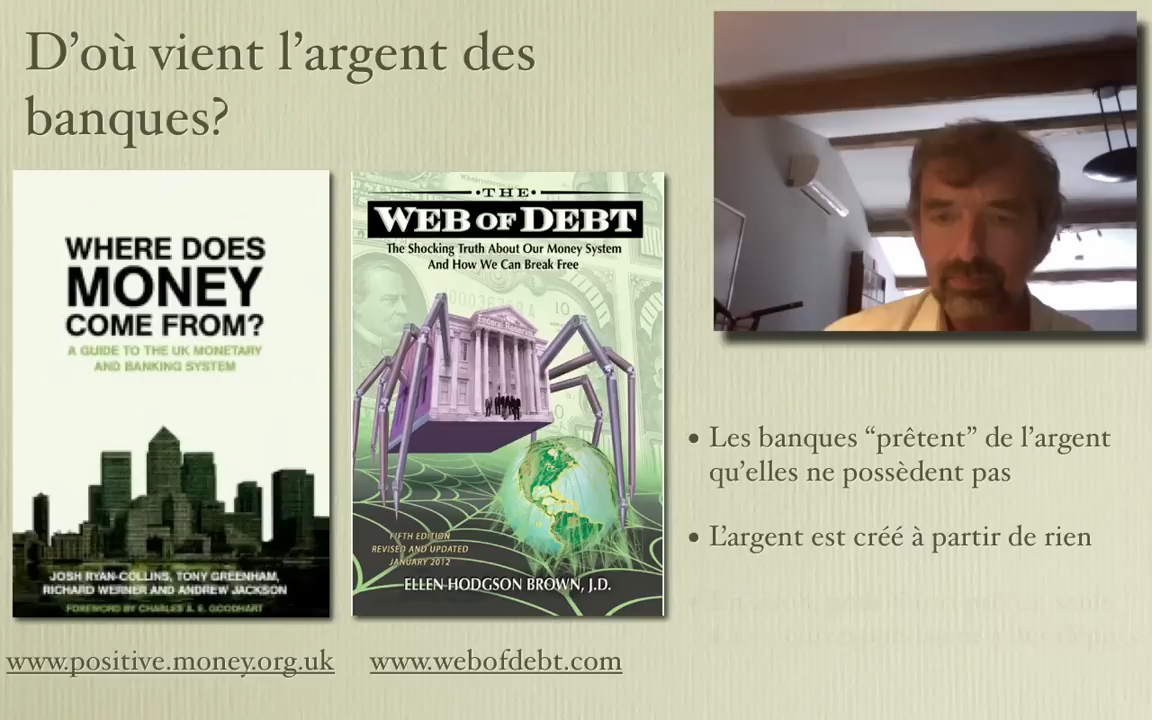 D’où vient l’argent des
banques?
WHERE DOES
MONEY
COME FROM?
A GUIDE TO THE UK MONETARY
AND BANKING SYSTEM
JOSH RYAN-COLLINS, TONY GREENHAM,
RICHARD WERNER AND ANDREW JACKSON
FOREWORD BY CHARLES A. E. GOODHART
•THE•
WEB OF DEBT
The Shocking Truth About Our Money System
And How We Can Break Free
Federal Reserve
FIFTH EDITION
REVISED AND UPDATED
JANUARY 2012
ELLEN HODGSON BROWN, J.D.
www.positive.money.org.uk
www.webofdebt.com
• Les banques “prêtent” de l’argent
qu’elles ne possèdent pas
• L’argent est créé à partir de rien